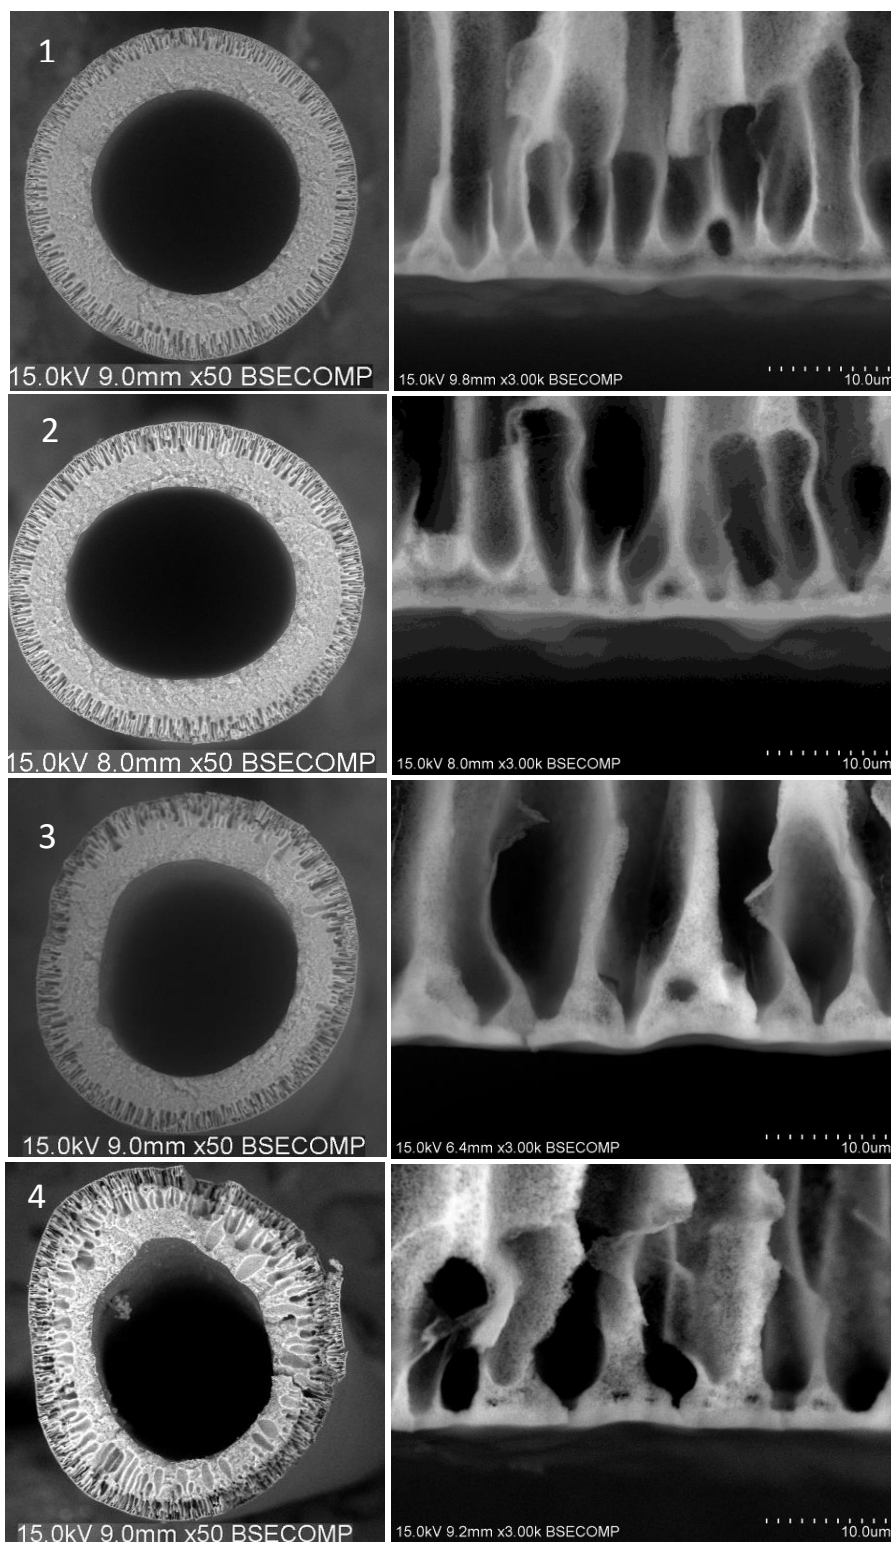 1
15.0kV 9.0mm x50 BSECOMP
15.0kV 9.8mm x3.00k BSECOMP 10.0um
2
15.0kV 8.0mm x50 BSECOMP
15.0kV 8.0mm x3.00k BSECOMP 10.0um
3
15.0kV 9.0mm x50 BSECOMP
15.0kV 6.4mm x3.00k BSECOMP 10.0um
4
15.0kV 9.0mm x50 BSECOMP
15.0kV 9.2mm x3.00k BSECOMP 10.0um